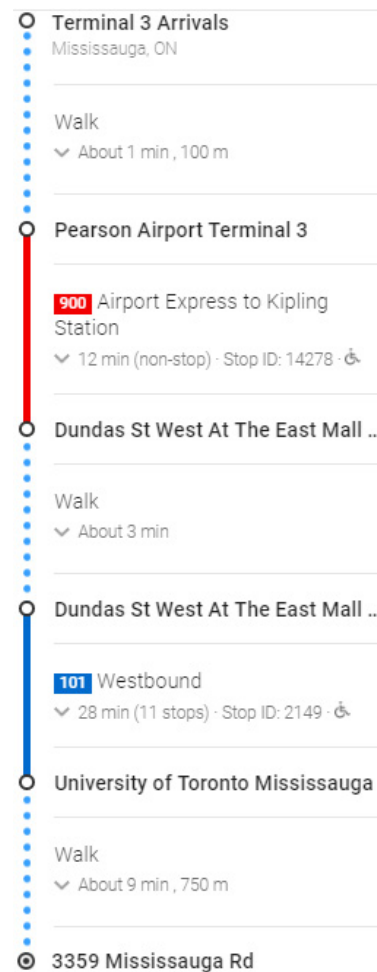 Terminal 3 Arrivals
Mississauga, ON
Walk
About 1 min , 100 m
Pearson Airport Terminal 3
900 Airport Express to Kipling
Station
12 min (non-stop) · Stop ID: 14278 ·
Dundas St West At The East Mall ..
Walk
About 3 min
Dundas St West At The East Mall ..
101 Westbound
28 min (11 stops) · Stop ID: 2149 ·
University of Toronto Mississauga
Walk
About 9 min , 750 m
3359 Mississauga Rd